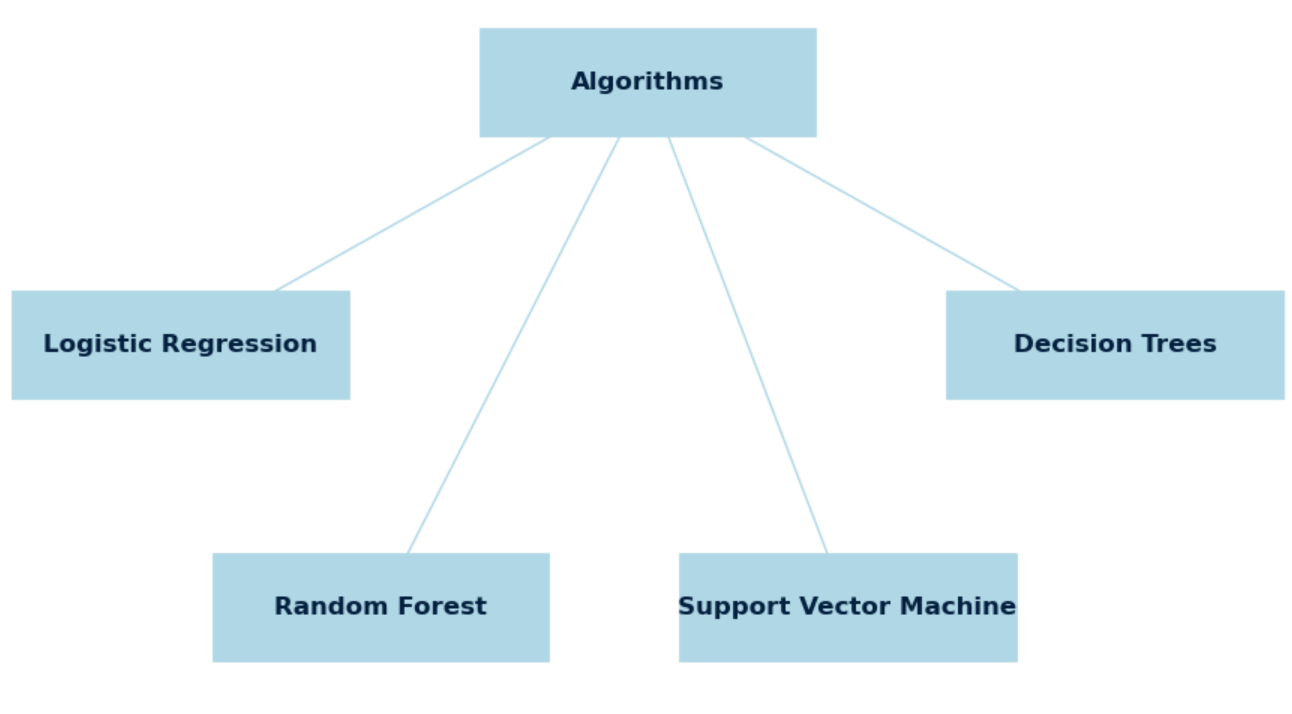 Algorithms
Logistic Regression
Decision Trees
Random Forest
Support Vector Machine